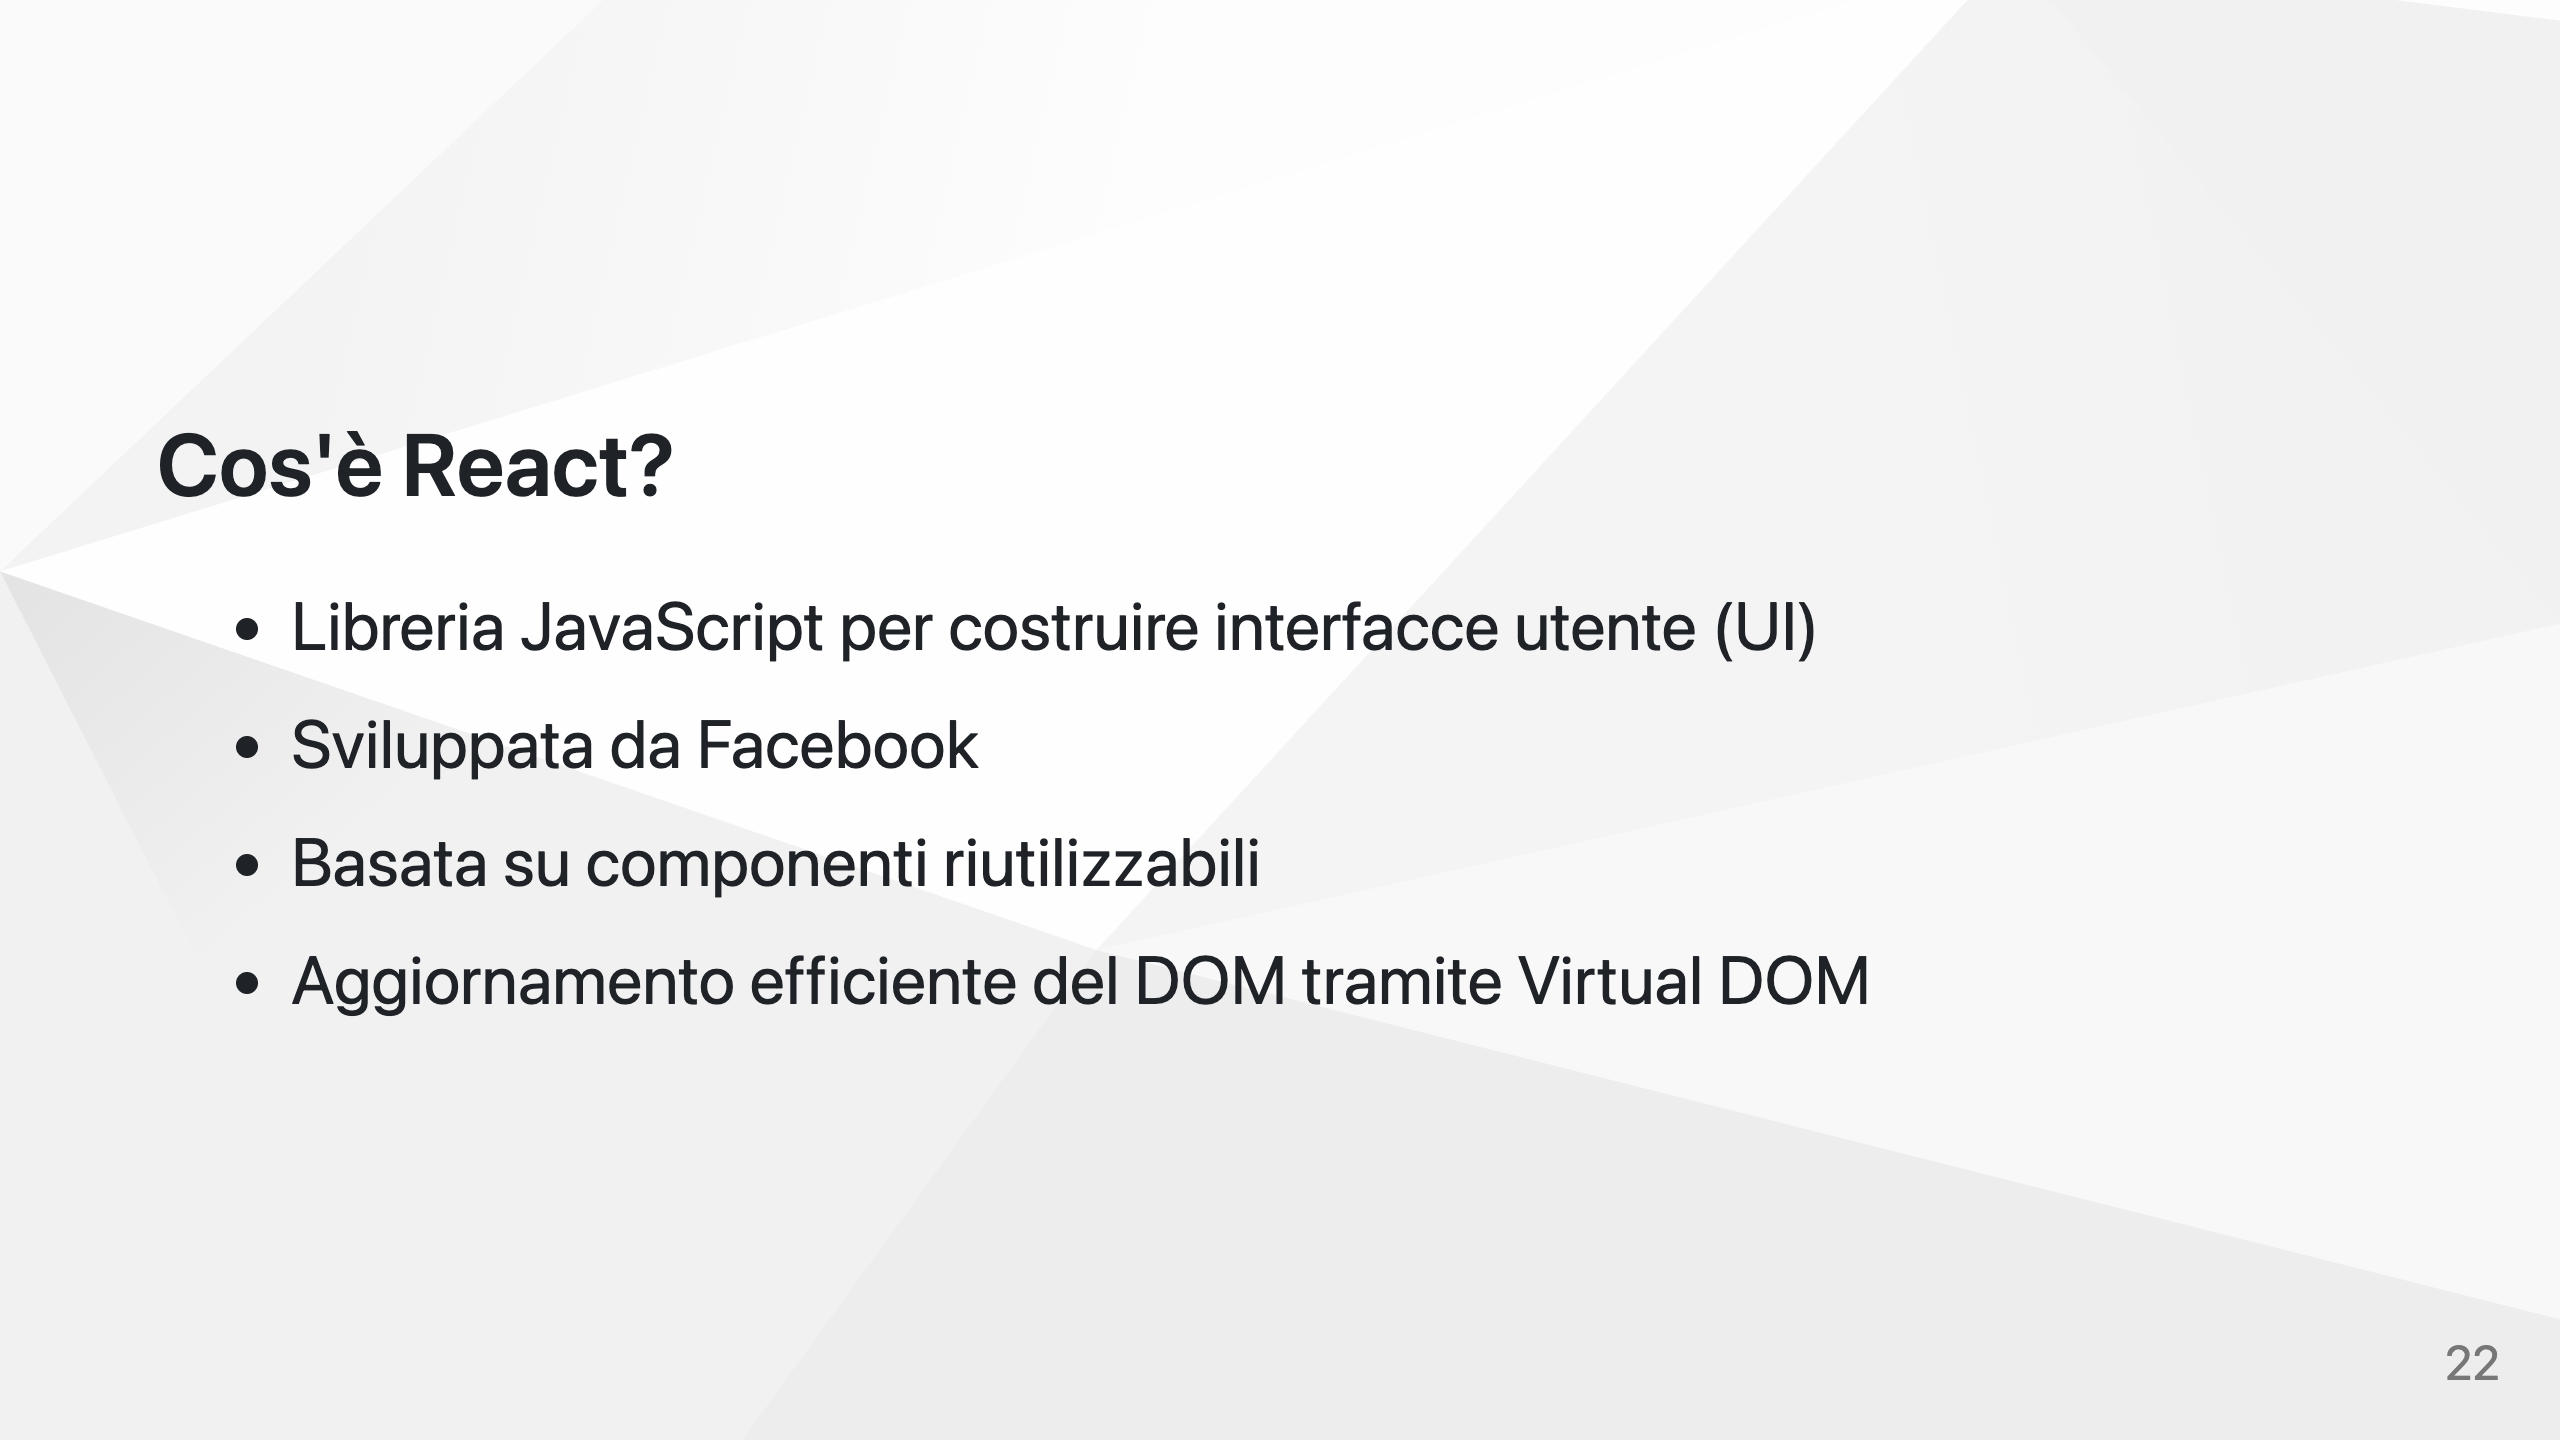 Cos'è React?
• Libreria JavaScript per costruire interfacce utente (UI)
• Sviluppata da Facebook
• Basata su componenti riutilizzabili
• Aggiornamento efficiente del DOM tramite Virtual DOM
22